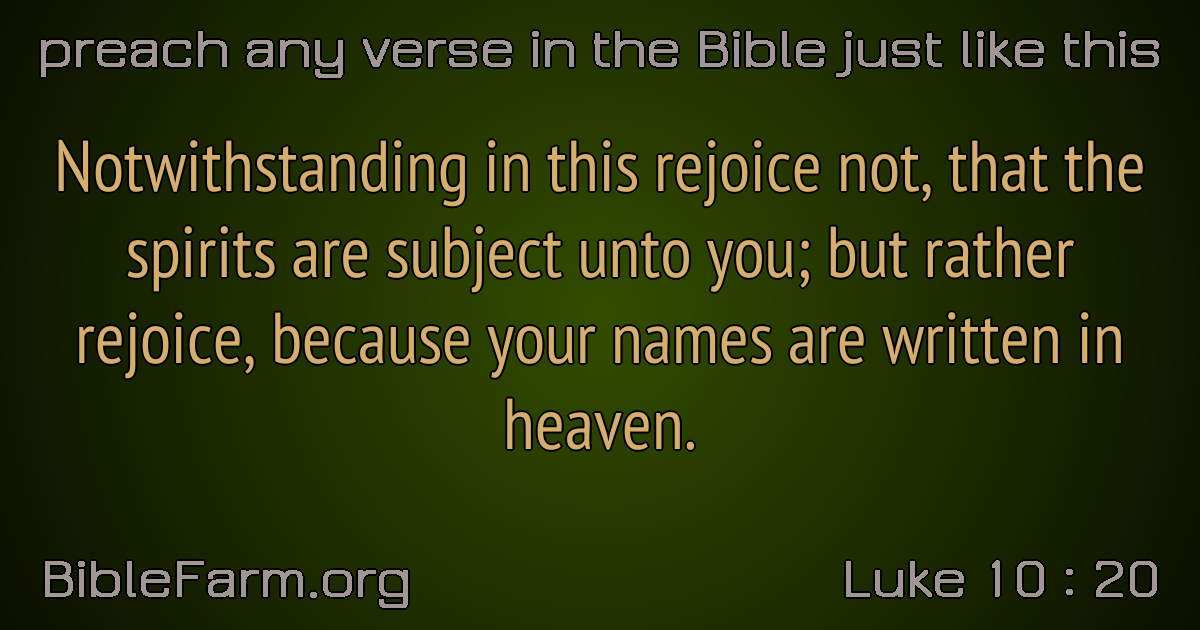 preach any verse in the Bible just like this
Notwithstanding in this rejoice not, that the
spirits are subject unto you; but rather
rejoice, because your names are written in
heaven.
BibleFarm.org
Luke 10 : 20